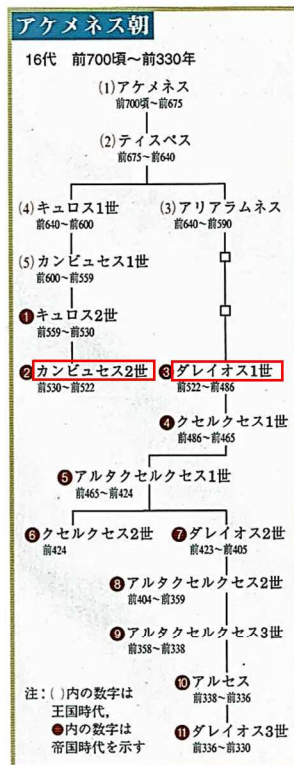 アケメネス朝
16代　前700頃～前330年
(1)アケメネス
前700頃～前675
(2)テイスペス
前675～前640
(4)キュロス1世
前640～前600
(3)アリアラムネス
前640～前590
(5)カンビュセス1世
前600～前559
❶キュロス2世
前559～前530
❷カンビュセス2世
前530～前522
❸ダレイオス1世
前522～前486
❹クセルクセス1世
前486～前465
❺アルタクセルクセス1世
前465～前424
❻クセルクセス2世
前424
❼ダレイオス2世
前423～前405
❽アルタクセルクセス2世
前404～前359
❾アルタクセルクセス3世
前358～前338
❿アルセス
前338～前336
⓫ダレイオス3世
前336～前330
注：( )内の数字は
王国時代，
●内の数字は
帝国時代を示す